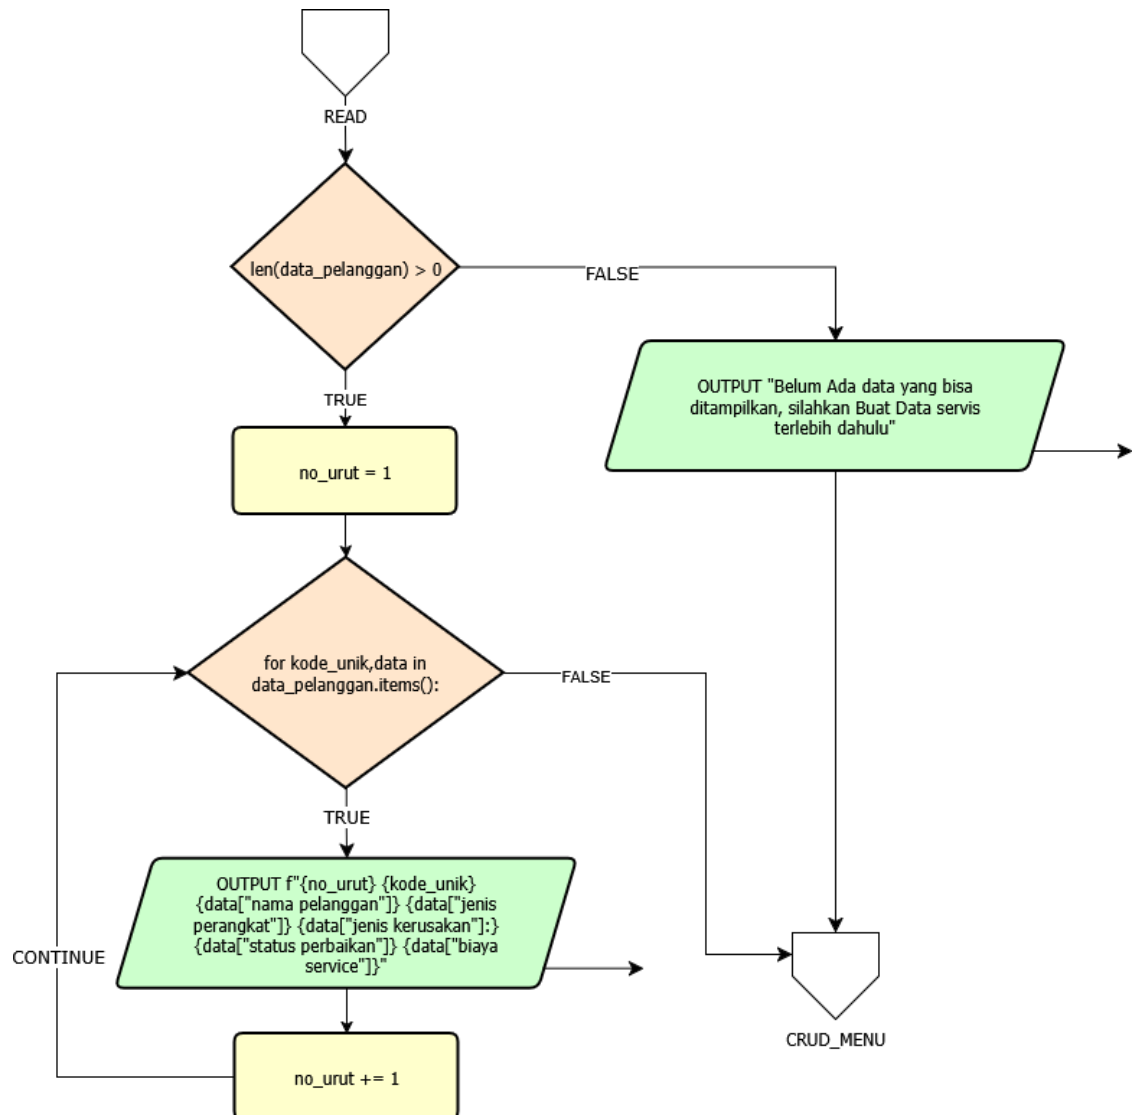 READ
len(data_pelanggan) > 0
FALSE
OUTPUT "Belum Ada data yang bisa
ditampilkan, silahkan Buat Data servis
terlebih dahulu"
TRUE
no_urut = 1
for kode_unik,data in
data_pelanggan.items():
FALSE
TRUE
OUTPUT f"{no_urut} {kode_unik}
{data["nama pelanggan"]} {data["jenis
perangkat"]} {data["jenis kerusakan"]:}
{data["status perbaikan"]} {data["biaya
service"]}"
CONTINUE
CRUD_MENU
no_urut += 1